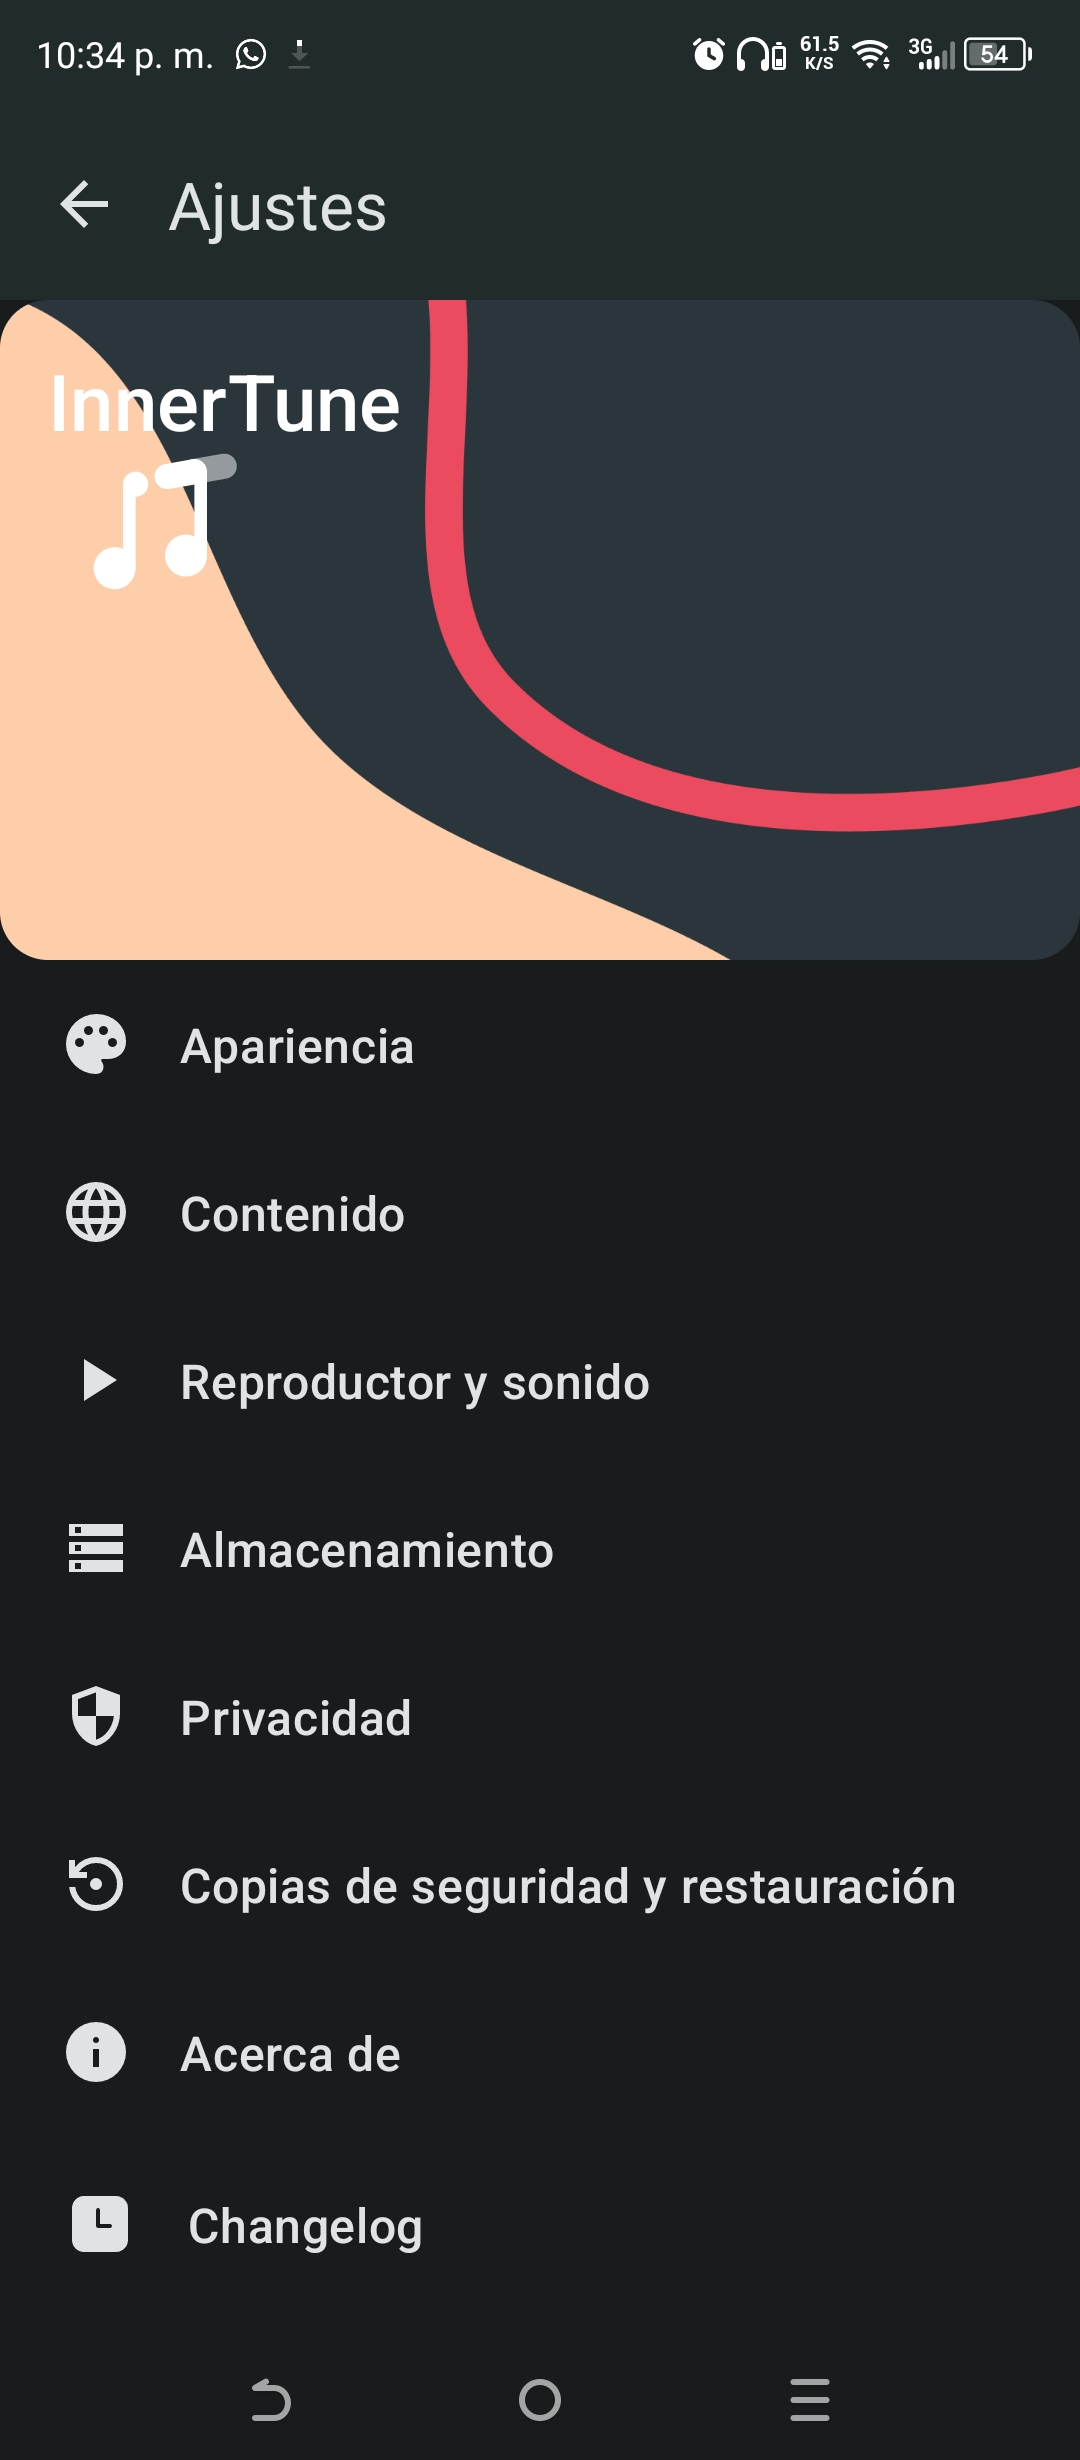 10:34 p. m. 61.5 K/S 3G 54
Ajustes
InnerTune
Apariencia
Contenido
Reproductor y sonido
Almacenamiento
Privacidad
Copias de seguridad y restauración
Acerca de
Changelog